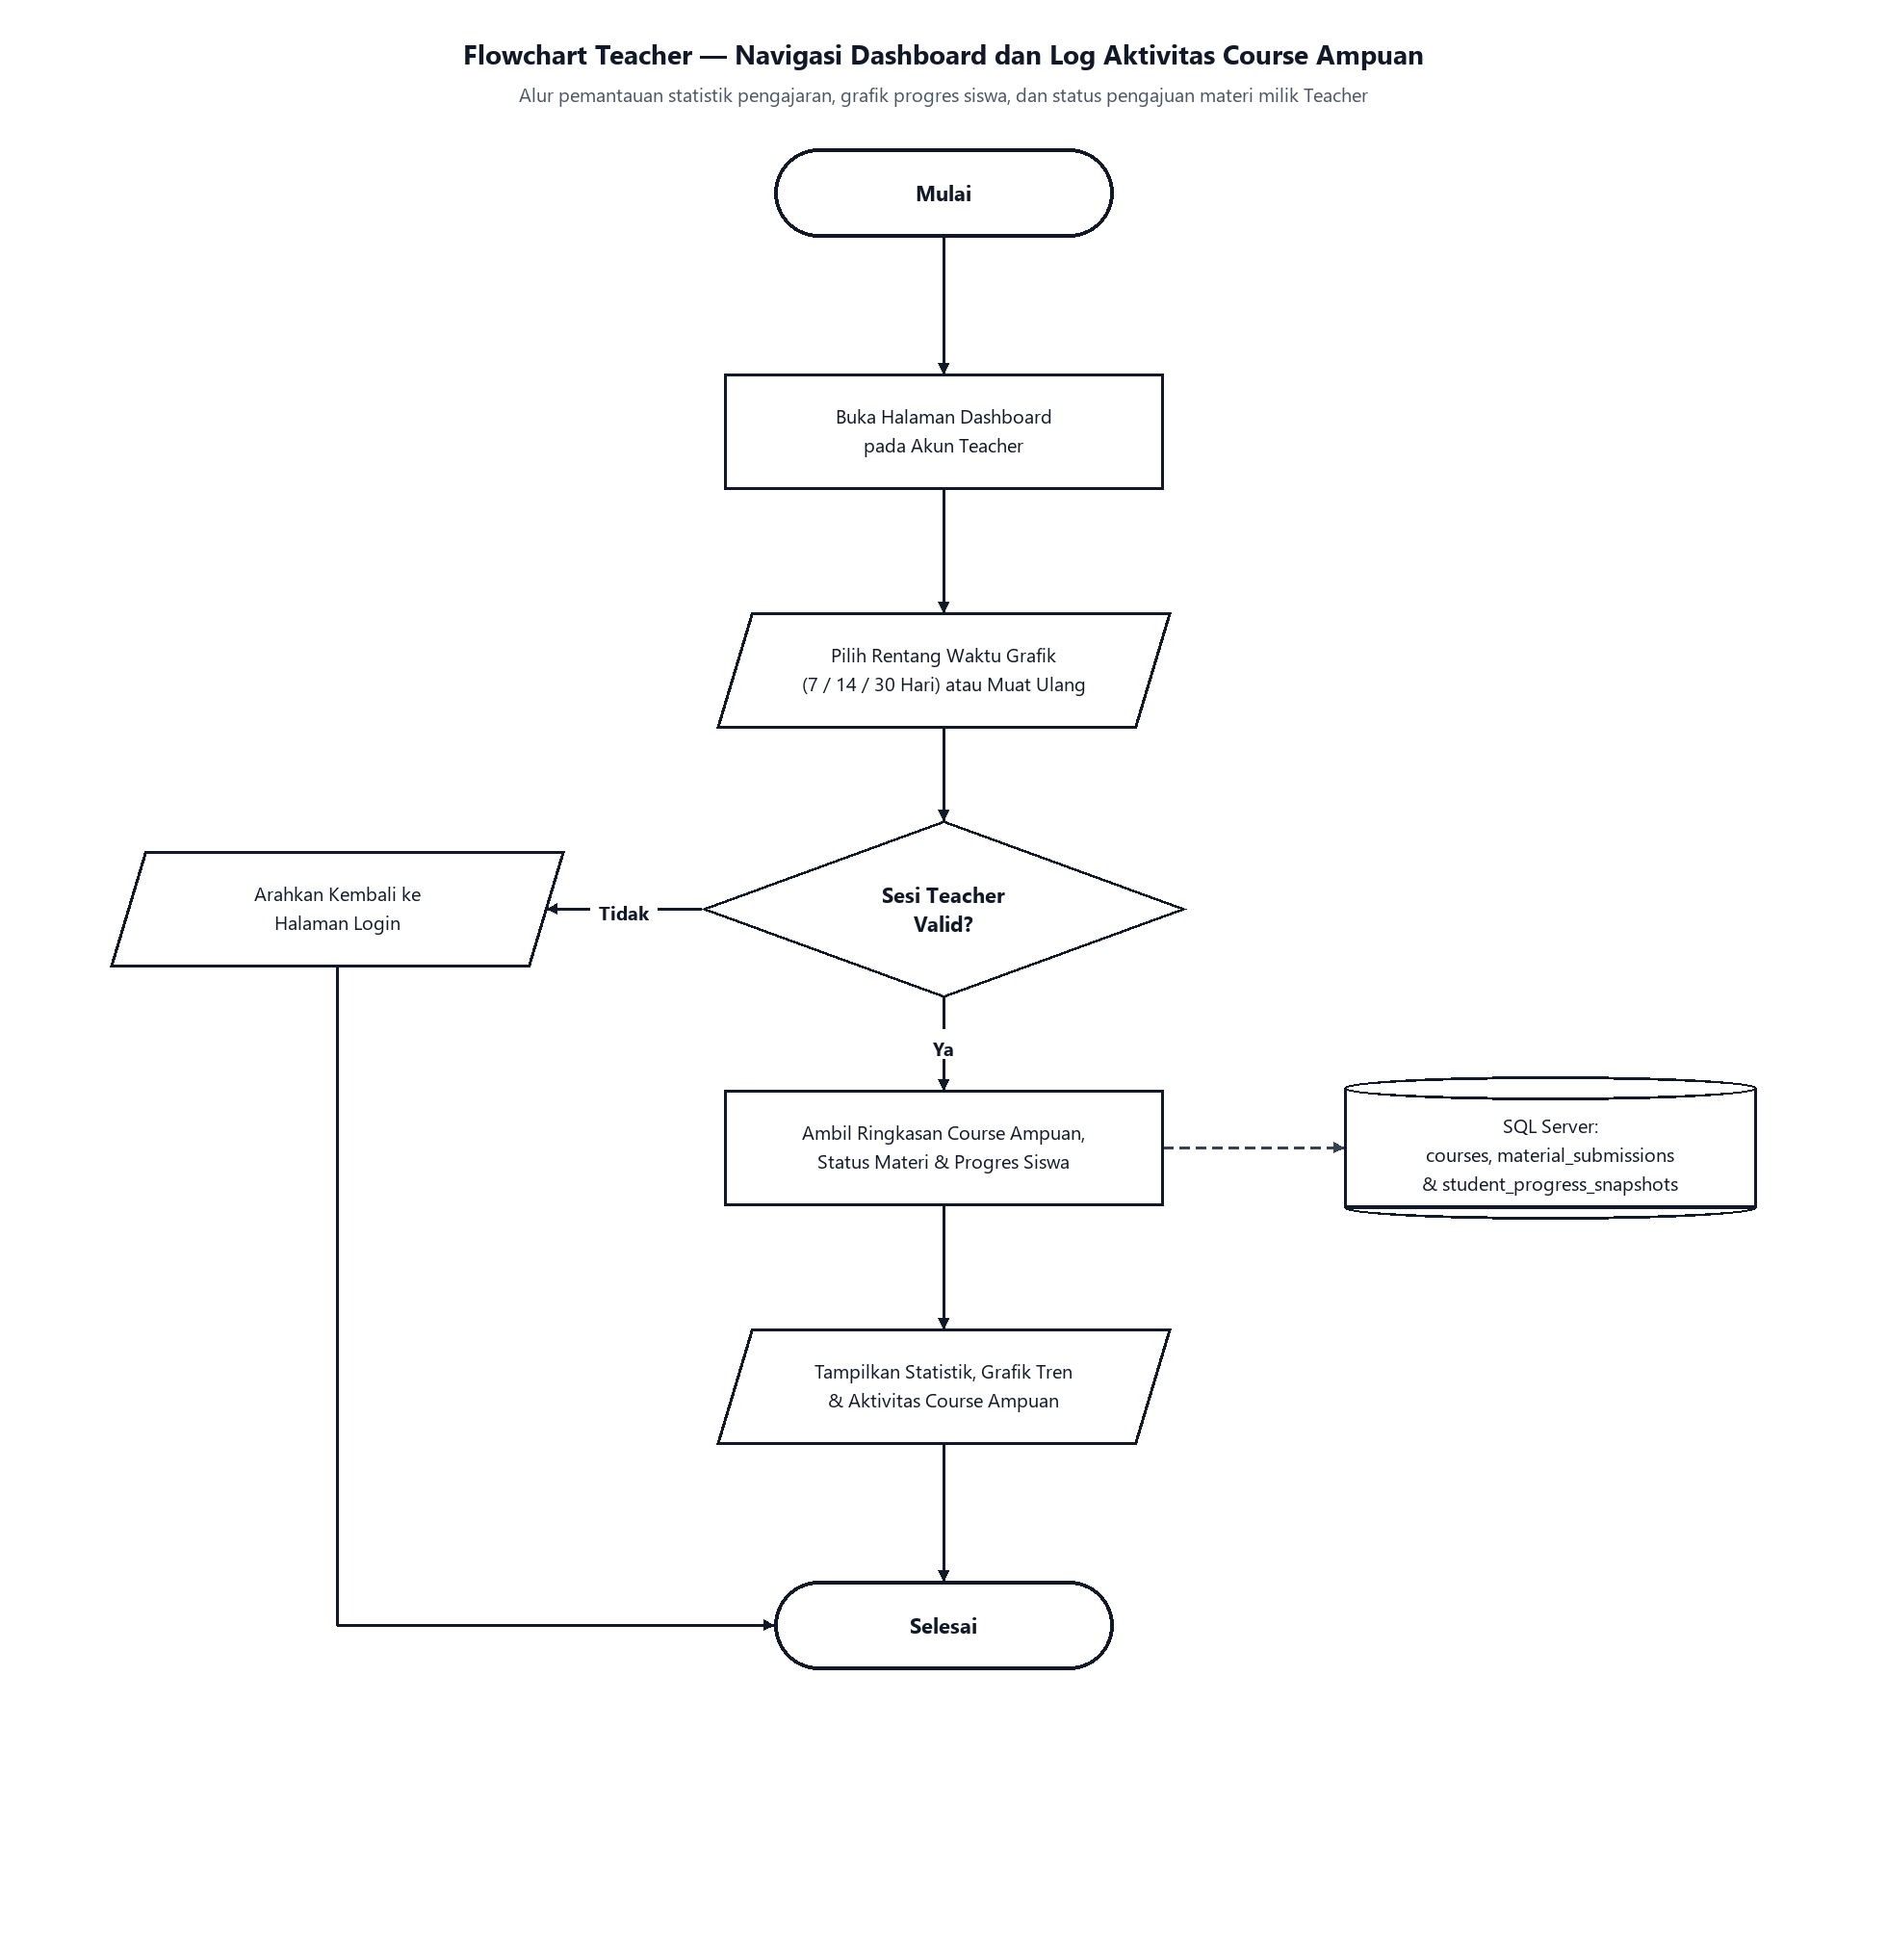 Flowchart Teacher — Navigasi Dashboard dan Log Aktivitas Course Ampuan
Alur pemantauan statistik pengajaran, grafik progres siswa, dan status pengajuan materi milik Teacher
Mulai
Buka Halaman Dashboard
pada Akun Teacher
Pilih Rentang Waktu Grafik
(7 / 14 / 30 Hari) atau Muat Ulang
Sesi Teacher
Valid?
Tidak
Arahkan Kembali ke
Halaman Login
Ya
Ambil Ringkasan Course Ampuan,
Status Materi & Progres Siswa
SQL Server:
courses, material_submissions
& student_progress_snapshots
Tampilkan Statistik, Grafik Tren
& Aktivitas Course Ampuan
Selesai